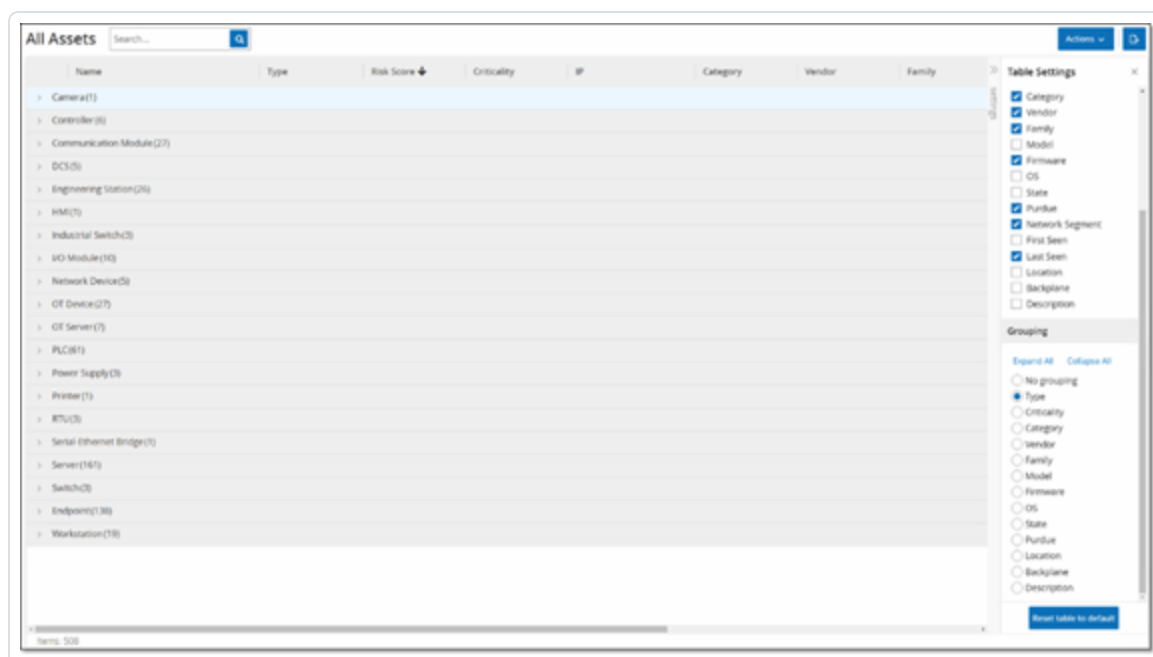 All Assets Search... Actions
Name Type Risk Score Criticality IP Category Vendor Family
Settings
Table Settings
Camera(1)
Controller(6)
Communication Module(27)
DCS(5)
Engineering Station(26)
HMI(1)
Industrial Switch(3)
I/O Module(10)
Network Device(5)
OT Device(27)
OT Server(7)
PLC(61)
Power Supply(3)
Printer(1)
RTU(3)
Serial Ethernet Bridge(1)
Server(161)
Switch(3)
Endpoint(138)
Workstation(19)
Items: 508
Category
Vendor
Family
Model
Firmware
OS
State
Purdue
Network Segment
First Seen
Last Seen
Location
Backplane
Description
Grouping
Expand All Collapse All
No grouping
Type
Criticality
Category
Vendor
Family
Model
Firmware
OS
State
Purdue
Location
Backplane
Description
Reset table to default